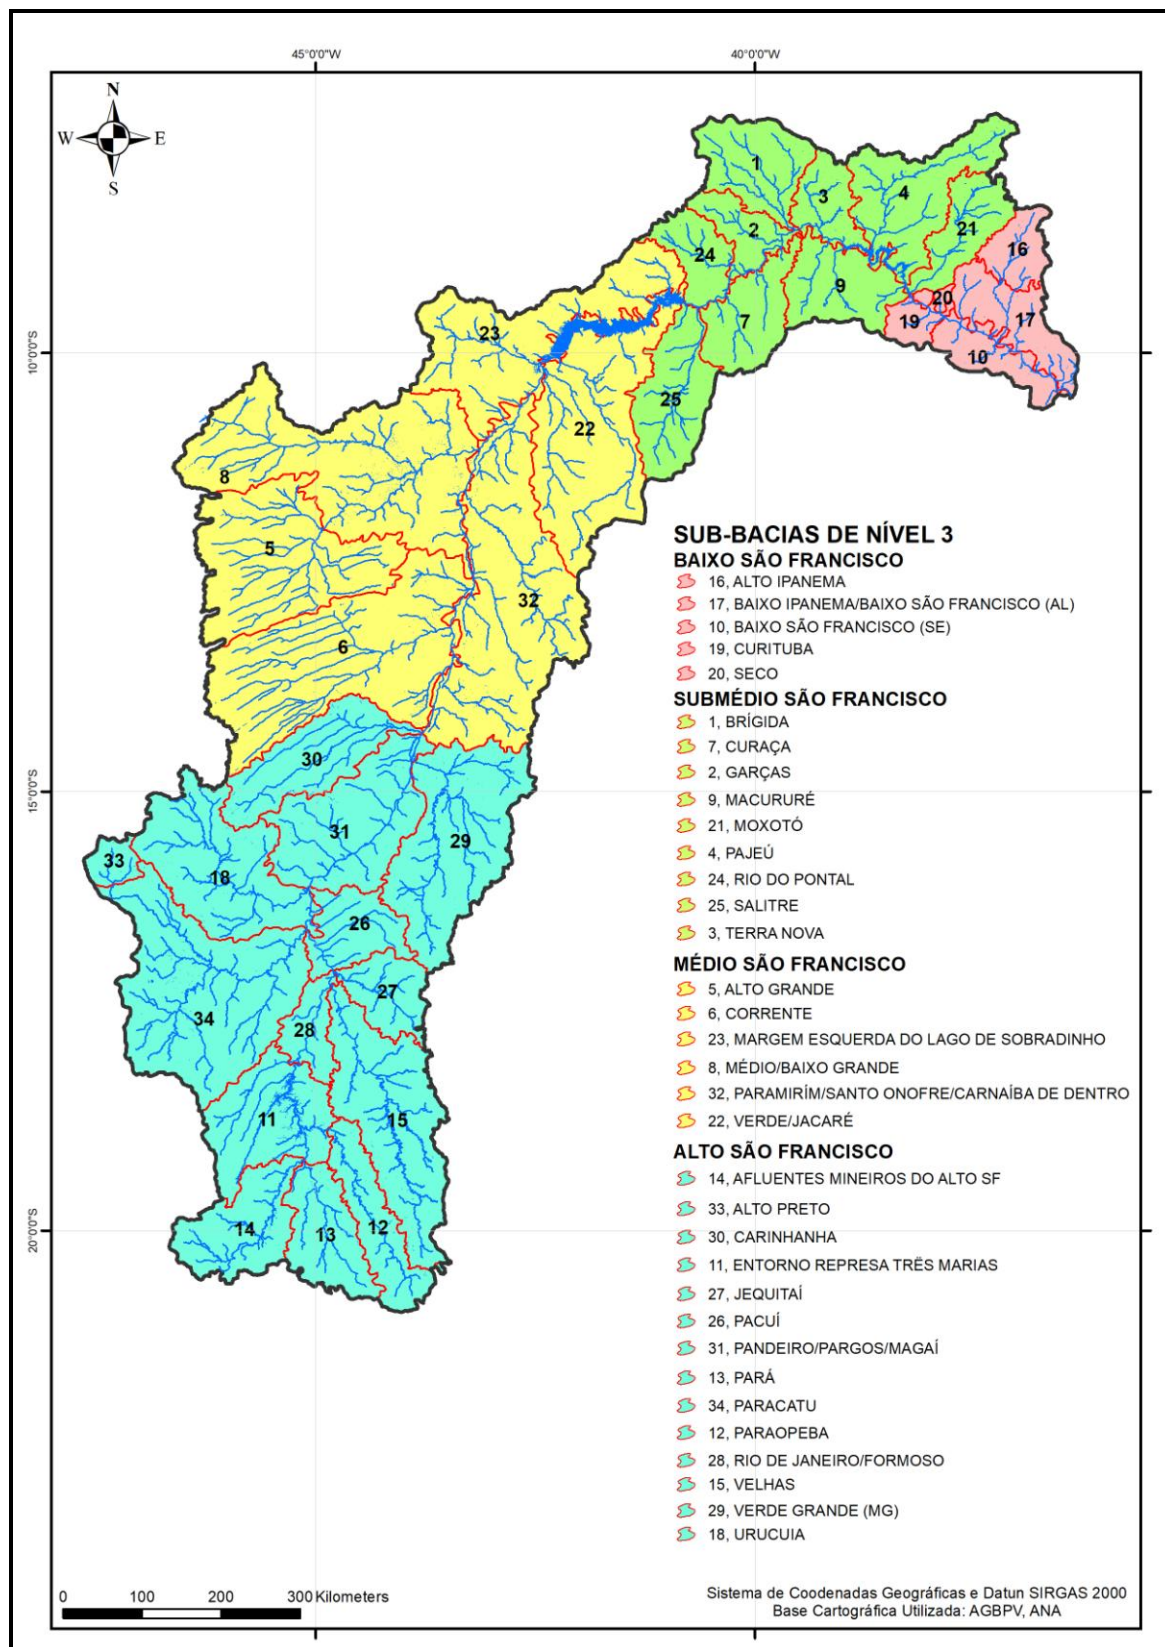 45°0'0"W
40°0'0"W
N
W
E
S
1
3
4
2
21
24
16
9
20
7
19
17
23
10
10°0'0"S
25
22
8
5
32
6
30
15°0'0"S
31
29
33
18
26
27
34
28
11
15
14
13
12
20°0'0"S
SUB-BACIAS DE NÍVEL 3
BAIXO SÃO FRANCISCO
16, ALTO IPANEMA
17, BAIXO IPANEMA/BAIXO SÃO FRANCISCO (AL)
10, BAIXO SÃO FRANCISCO (SE)
19, CURITUBA
20, SECO
SUBMÉDIO SÃO FRANCISCO
1, BRÍGIDA
7, CURAÇA
2, GARÇAS
9, MACURURÉ
21, MOXOTÓ
4, PAJEÚ
24, RIO DO PONTAL
25, SALITRE
3, TERRA NOVA
MÉDIO SÃO FRANCISCO
5, ALTO GRANDE
6, CORRENTE
23, MARGEM ESQUERDA DO LAGO DE SOBRADINHO
8, MÉDIO/BAIXO GRANDE
32, PARAMIRÍM/SANTO ONOFRE/CARNAÍBA DE DENTRO
22, VERDE/JACARÉ
ALTO SÃO FRANCISCO
14, AFLUENTES MINEIROS DO ALTO SF
33, ALTO PRETO
30, CARINHANHA
11, ENTORNO REPRESA TRÊS MARIAS
27, JEQUITAÍ
26, PACUÍ
31, PANDEIRO/PARGOS/MAGAÍ
13, PARÁ
34, PARACATU
12, PARAOPEBA
28, RIO DE JANEIRO/FORMOSO
15, VELHAS
29, VERDE GRANDE (MG)
18, URUCUIA
0 100 200 300 Kilometers
Sistema de Coodenadas Geográficas e Datun SIRGAS 2000
Base Cartográfica Utilizada: AGBPV, ANA